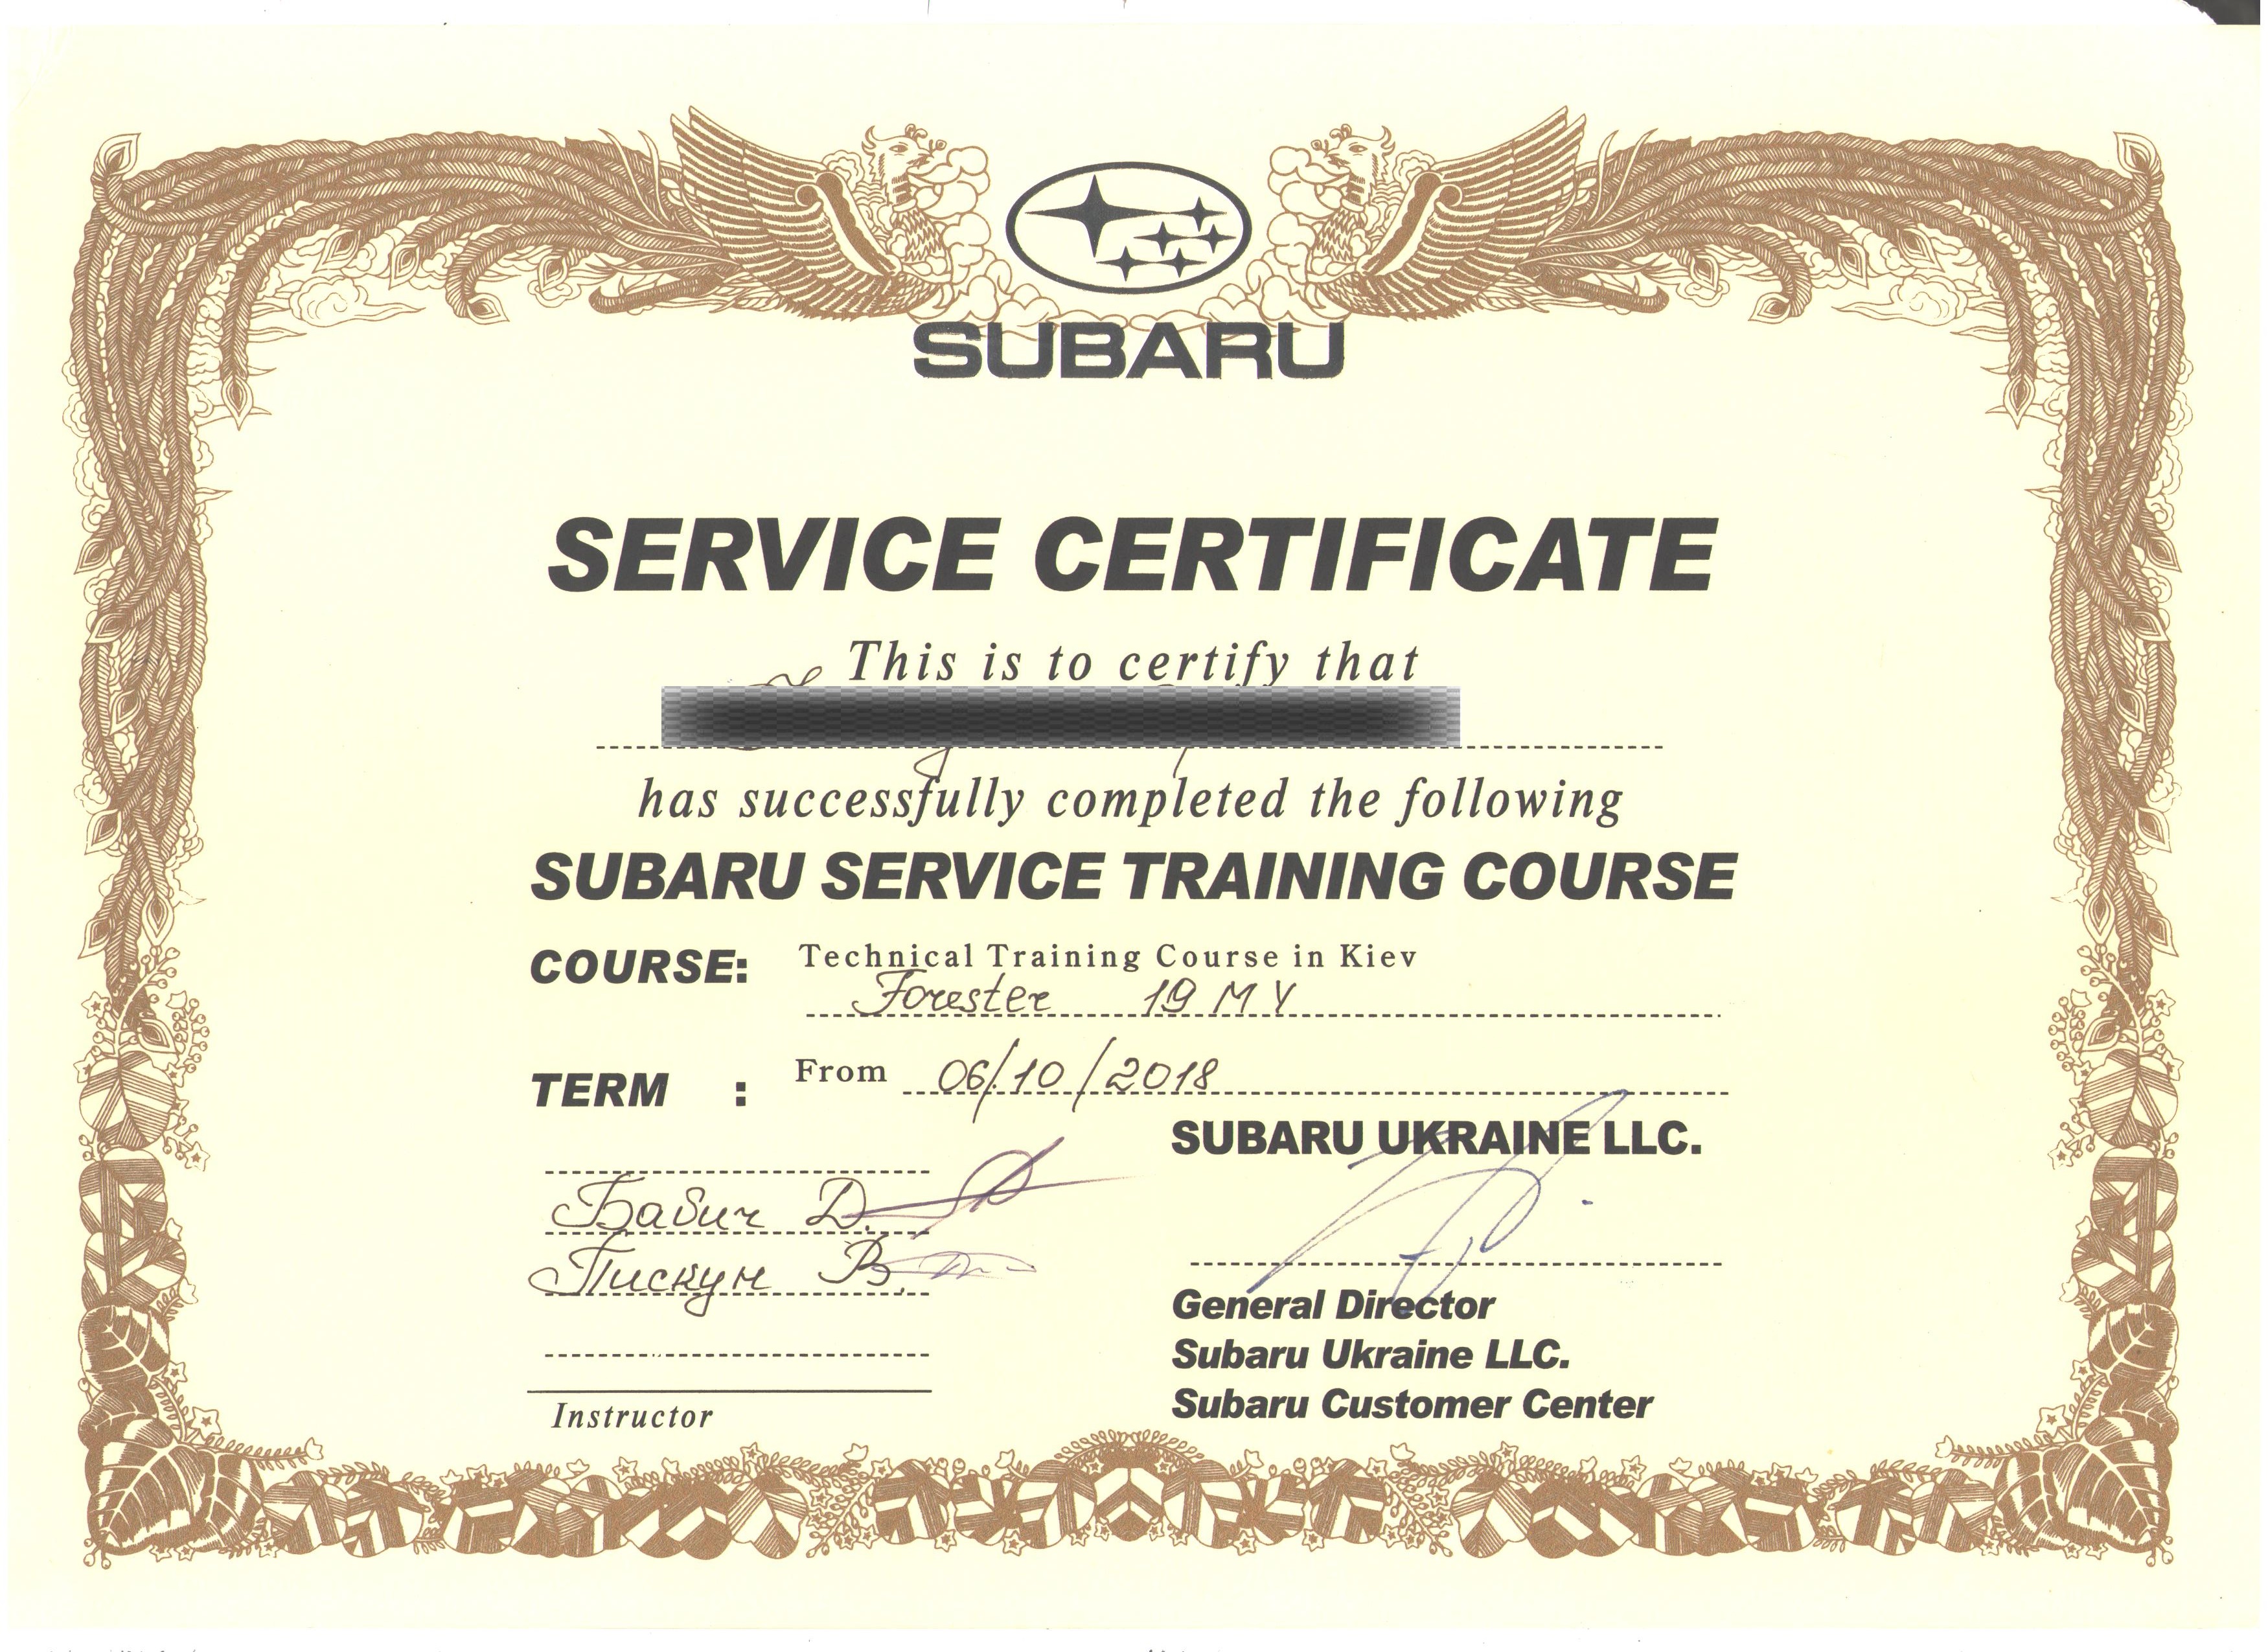 SUBARU
SERVICE CERTIFICATE
This is to certify that
has successfully completed the following
SUBARU SERVICE TRAINING COURSE
COURSE: Technical Training Course in Kiev
Forester 19 MY
TERM : From 06/10/2018
SUBARU UKRAINE LLC.
Бабич Д.
Пискун В.
General Director
Subaru Ukraine LLC.
Subaru Customer Center
Instructor